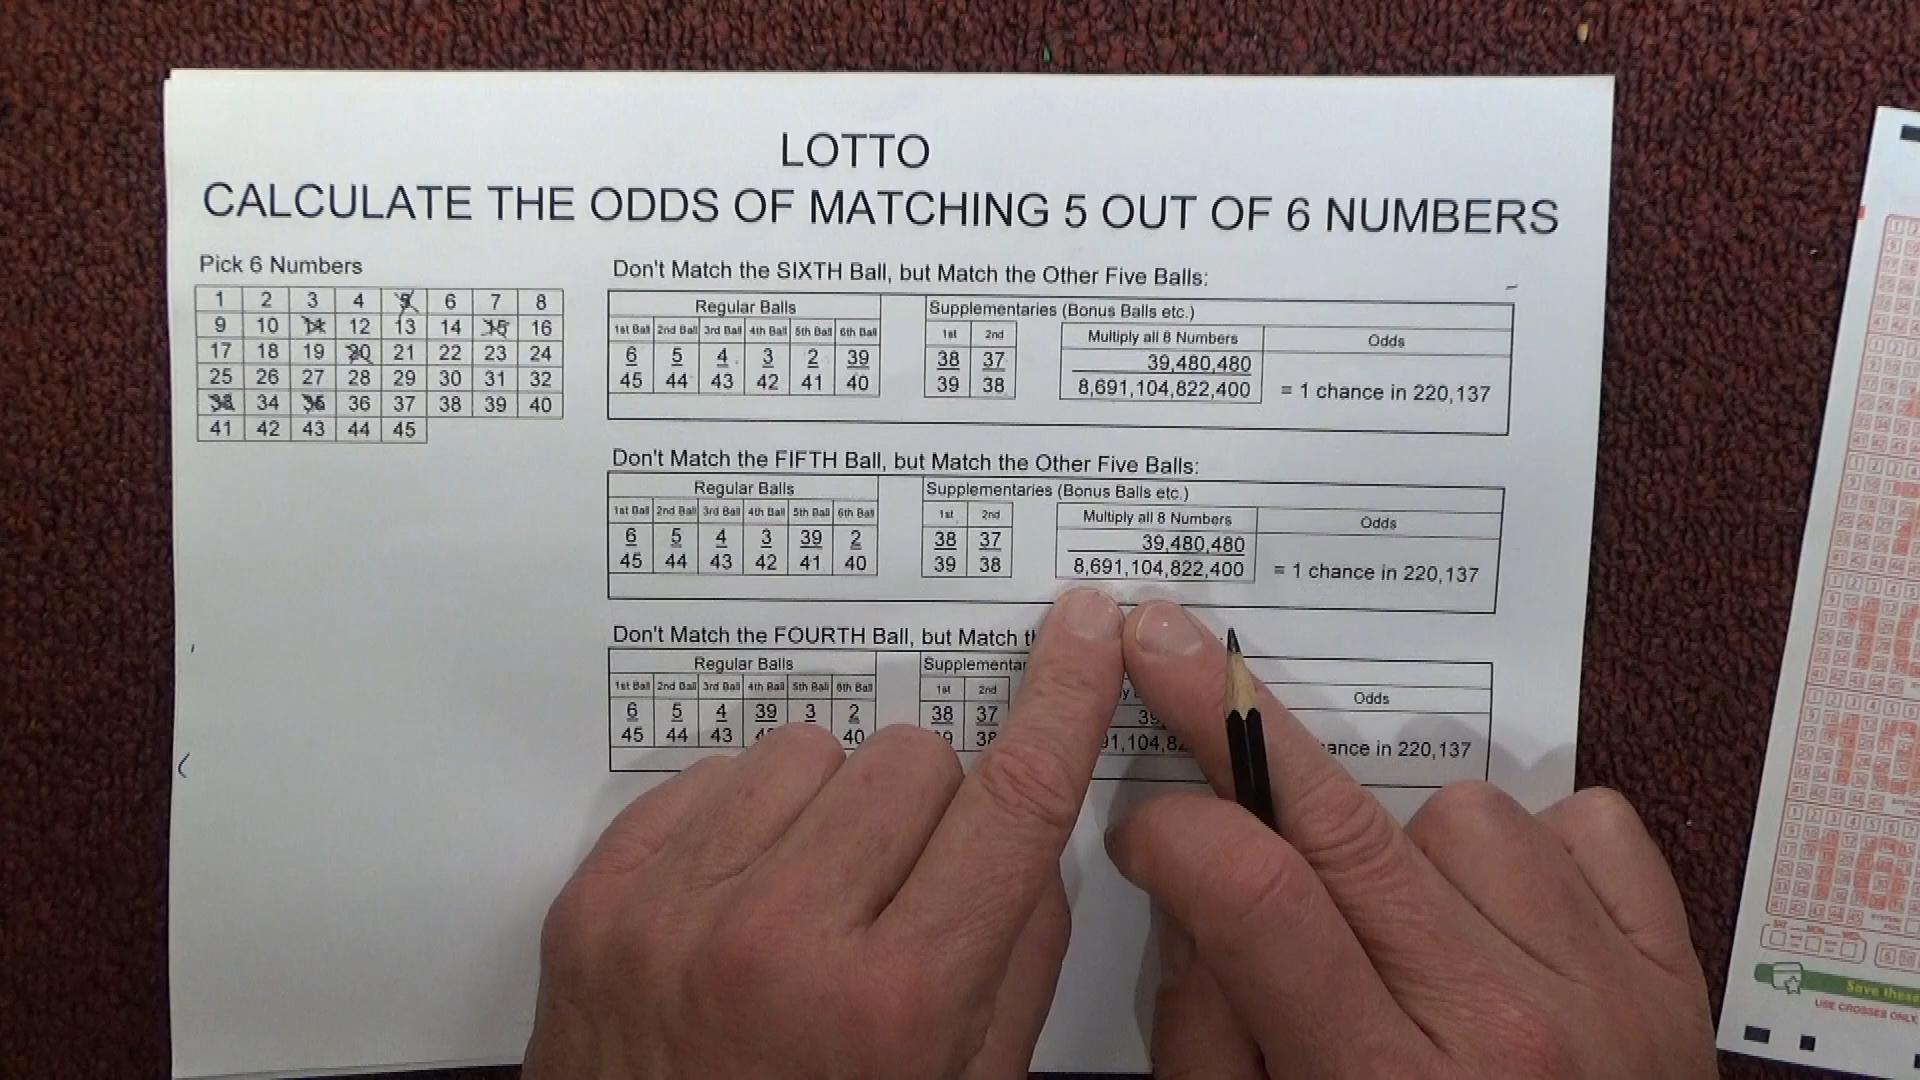 LOTTO
CALCULATE THE ODDS OF MATCHING 5 OUT OF 6 NUMBERS
Pick 6 Numbers
1 2 3 4 5 6 7 8
9 10 11 12 13 14 15 16
17 18 19 20 21 22 23 24
25 26 27 28 29 30 31 32
33 34 35 36 37 38 39 40
41 42 43 44 45
Don't Match the SIXTH Ball, but Match the Other Five Balls:
Regular Balls
1st Ball 2nd Ball 3rd Ball 4th Ball 5th Ball 6th Ball
6 5 4 3 2 39
45 44 43 42 41 40
Supplementaries (Bonus Balls etc.)
1st 2nd
38 37
39 38
Multiply all 8 Numbers
39,480,480
8,691,104,822,400
Odds
= 1 chance in 220,137
Don't Match the FIFTH Ball, but Match the Other Five Balls:
Regular Balls
1st Ball 2nd Ball 3rd Ball 4th Ball 5th Ball 6th Ball
6 5 4 3 39 2
45 44 43 42 41 40
Supplementaries (Bonus Balls etc.)
1st 2nd
38 37
39 38
Multiply all 8 Numbers
39,480,480
8,691,104,822,400
Odds
= 1 chance in 220,137
Don't Match the FOURTH Ball, but Match
Regular Balls
1st Ball 2nd Ball 3rd Ball 4th Ball 5th Ball 6th Ball
6 5 4 39 3 2
45 44 43 40
1st 2nd
38 37
Odds
in 220,137
Save these
USE CROSSES ONLY.